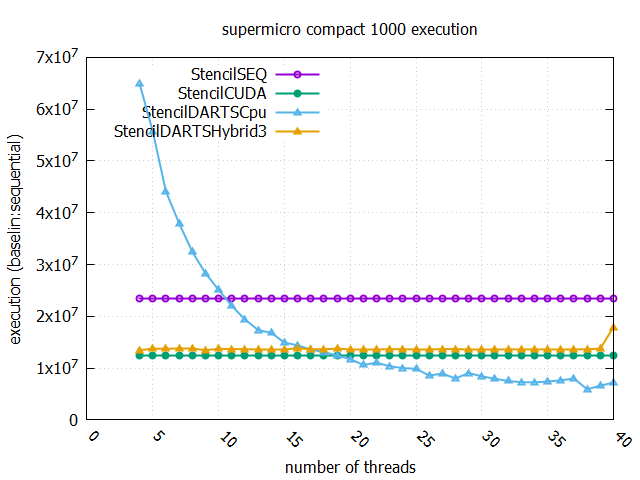 supermicro compact 1000 execution
execution (baselin:sequential)
7x10^7
6x10^7
5x10^7
4x10^7
3x10^7
2x10^7
1x10^7
0
StencilSEQ
StencilCUDA
StencilDARTSCpu
StencilDARTSHybrid3
0 5 10 15 20 25 30 35 40
number of threads